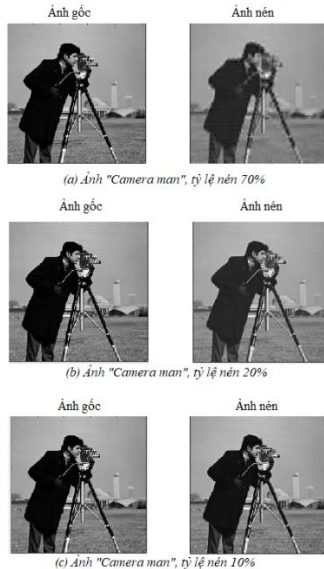 Ảnh gốc Ảnh nén
(a) Ảnh "Camera man", tỷ lệ nén 70%
Ảnh gốc Ảnh nén
(b) Ảnh "Camera man", tỷ lệ nén 20%
Ảnh gốc Ảnh nén
(c) Ảnh "Camera man", tỷ lệ nén 10%